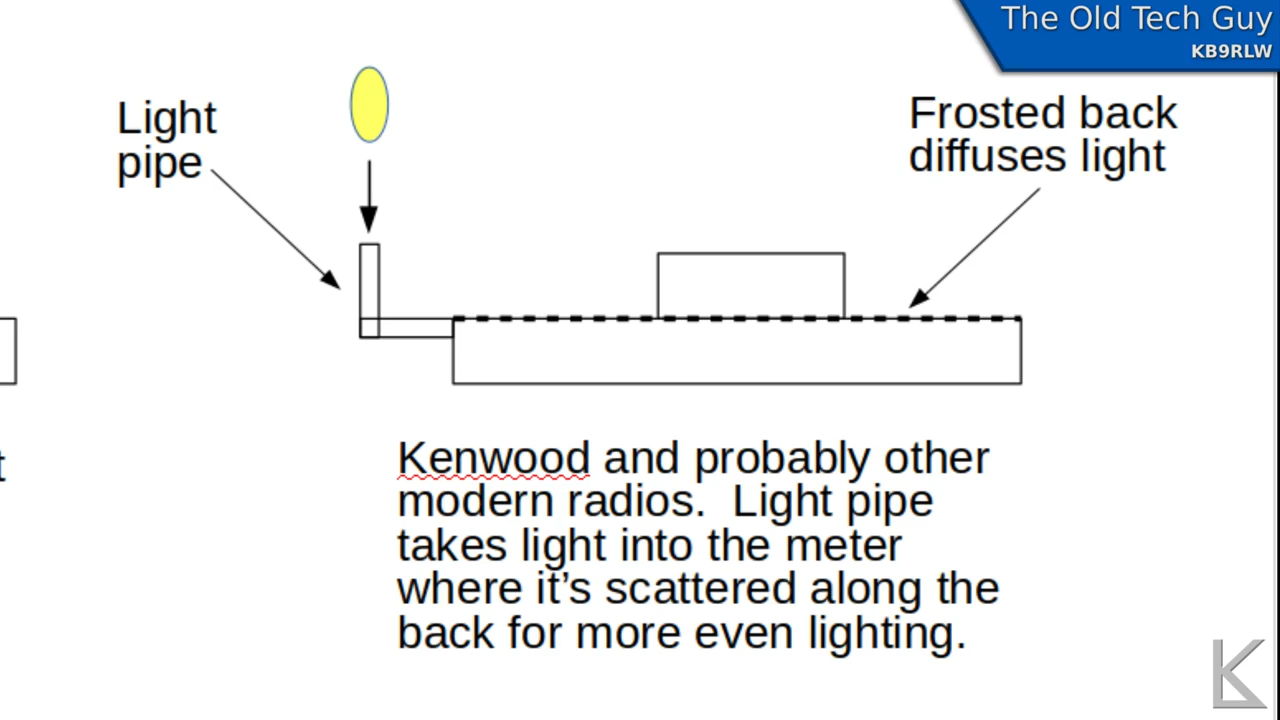 The Old Tech Guy
KB9RLW
Light
pipe
Frosted back
diffuses light
t
Kenwood and probably other
modern radios.  Light pipe
takes light into the meter
where it’s scattered along the
back for more even lighting.
K